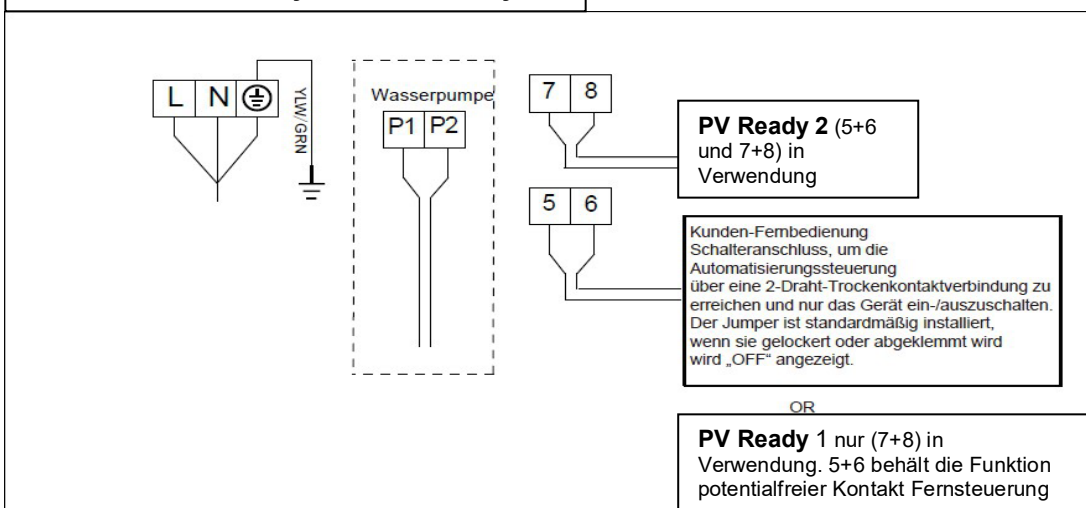 L N
YLW/GRN
Wasserpumpe
P1 P2
7 8
PV Ready 2 (5+6
und 7+8) in
Verwendung
5 6
Kunden-Fernbedienung
Schalteranschluss, um die
Automatisierungssteuerung
über eine 2-Draht-Trockenkontaktverbindung zu
erreichen und nur das Gerät ein-/auszuschalten.
Der Jumper ist standardmäßig installiert,
wenn sie gelockert oder abgeklemmt wird
wird „OFF“ angezeigt.
OR
PV Ready 1 nur (7+8) in
Verwendung. 5+6 behält die Funktion
potentialfreier Kontakt Fernsteuerung